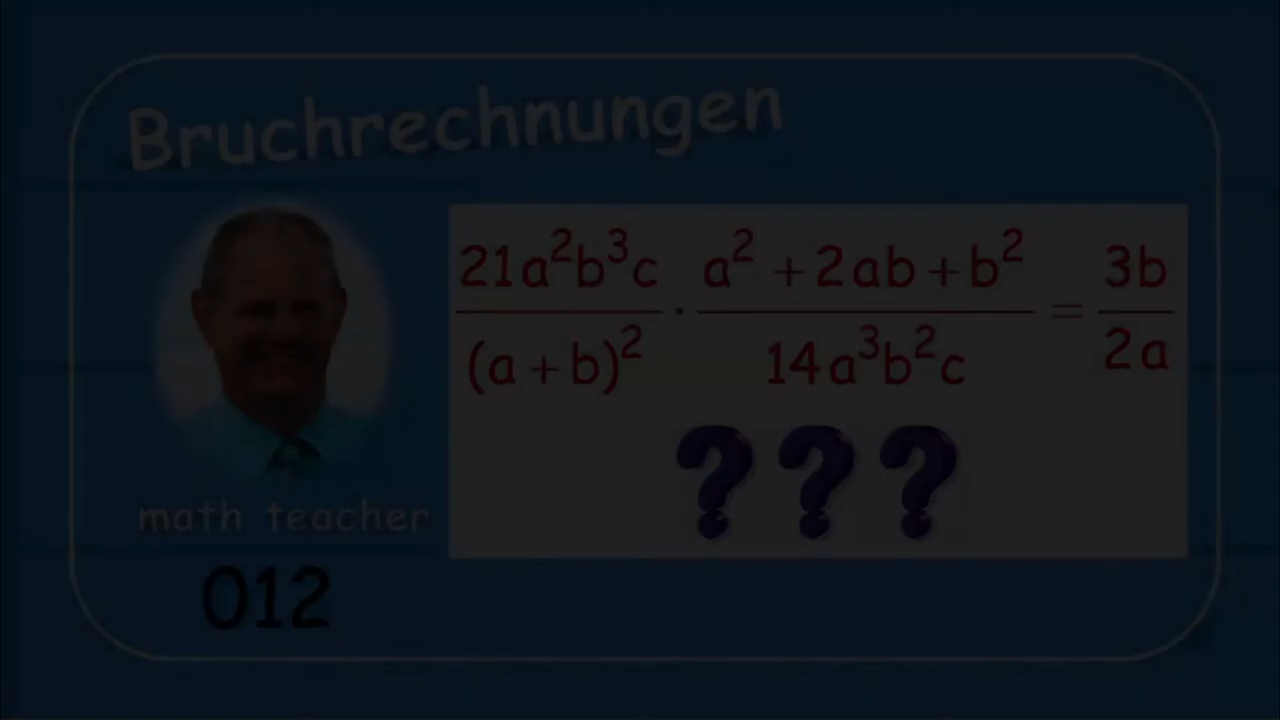 Bruchrechnungen
21a²b³c / (a + b)² · a² + 2ab + b² / 14a³b²c = 3b / 2a
???
math teacher
012